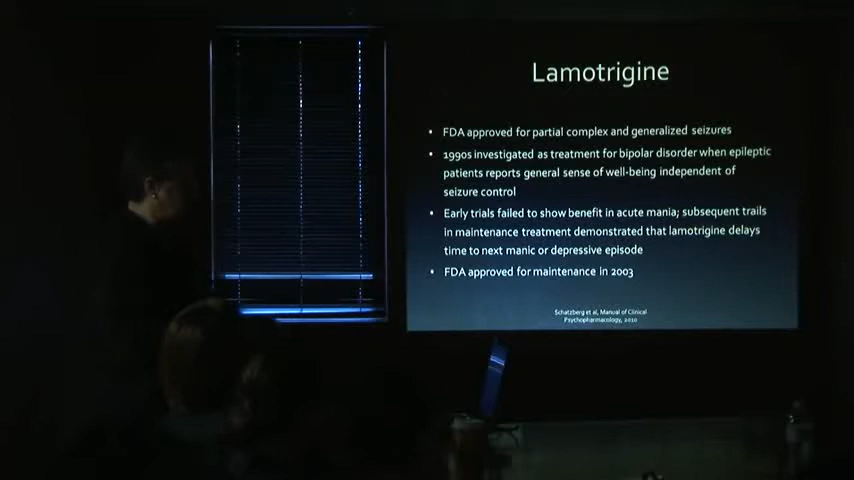 Lamotrigine
• FDA approved for partial complex and generalized seizures
• 1990s investigated as treatment for bipolar disorder when epileptic
patients reports general sense of well-being independent of
seizure control
• Early trials failed to show benefit in acute mania; subsequent trails
in maintenance treatment demonstrated that lamotrigine delays
time to next manic or depressive episode
• FDA approved for maintenance in 2003
Schatzberg et al, Manual of Clinical
Psychopharmacology, 2010